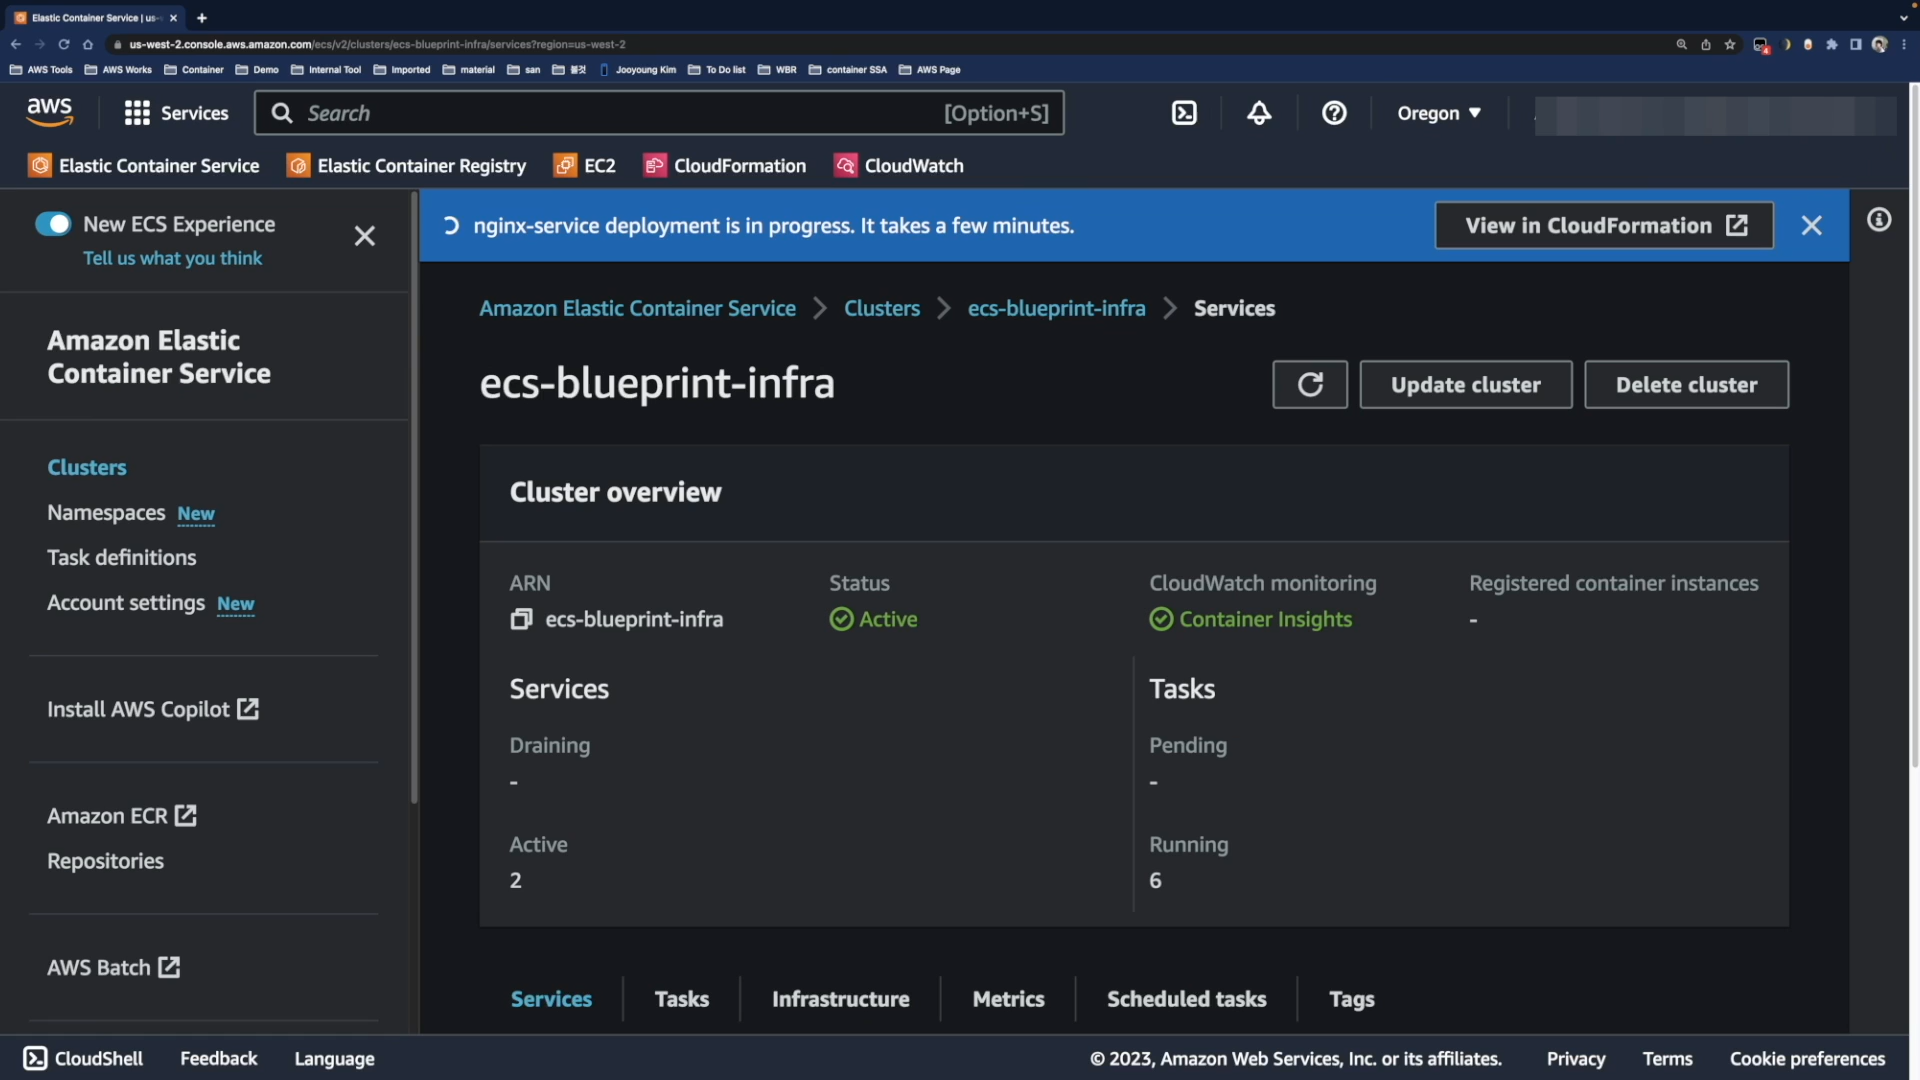 Elastic Container Service | us-
us-west-2.console.aws.amazon.com/ecs/v2/clusters/ecs-blueprint-infra/services?region=us-west-2
AWS Tools AWS Works Container Demo Internal Tool Imported material san 불것 Jooyoung Kim To Do list WBR container SSA AWS Page
aws Services Search [Option+S] Oregon
Elastic Container Service Elastic Container Registry EC2 CloudFormation CloudWatch
New ECS Experience
Tell us what you think
nginx-service deployment is in progress. It takes a few minutes. View in CloudFormation
Amazon Elastic Container Service Clusters ecs-blueprint-infra Services
Amazon Elastic
Container Service
ecs-blueprint-infra
Update cluster Delete cluster
Clusters
Namespaces New
Task definitions
Account settings New
Install AWS Copilot
Amazon ECR
Repositories
AWS Batch
Cluster overview
ARN Status CloudWatch monitoring Registered container instances
ecs-blueprint-infra Active Container Insights -
Services Tasks
Draining Pending
- -
Active Running
2 6
Services Tasks Infrastructure Metrics Scheduled tasks Tags
CloudShell Feedback Language © 2023, Amazon Web Services, Inc. or its affiliates. Privacy Terms Cookie preferences